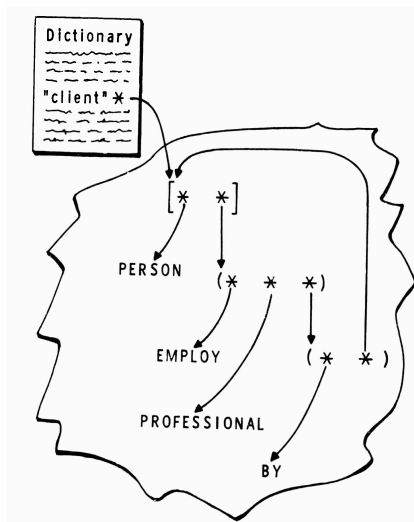 Dictionary
"client" *
[* *]
PERSON
(* * *)
EMPLOY
(* *)
PROFESSIONAL
BY